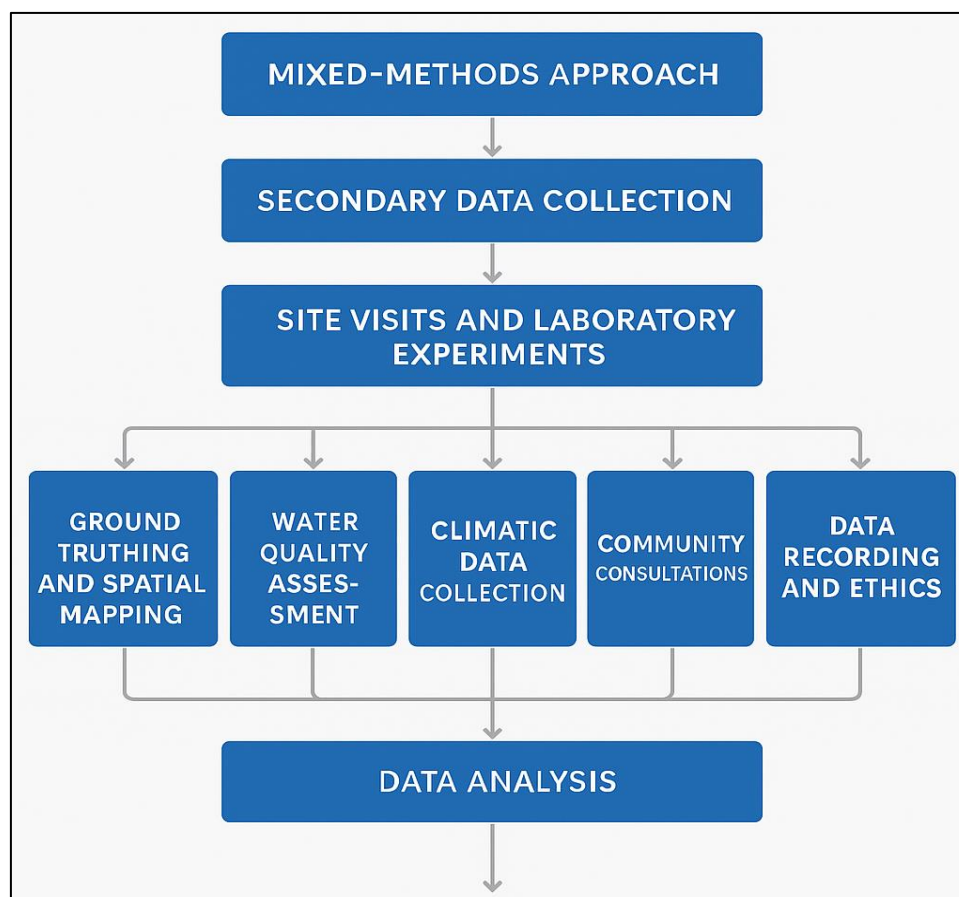 MIXED-METHODS APPROACH
SECONDARY DATA COLLECTION
SITE VISITS AND LABORATORY
EXPERIMENTS
GROUND
TRUTHING
AND SPATIAL
MAPPING
WATER
QUALITY
ASSES-
SMENT
CLIMATIC
DATA
COLLECTION
COMMUNITY
CONSULTATIONS
DATA
RECORDING
AND ETHICS
DATA ANALYSIS